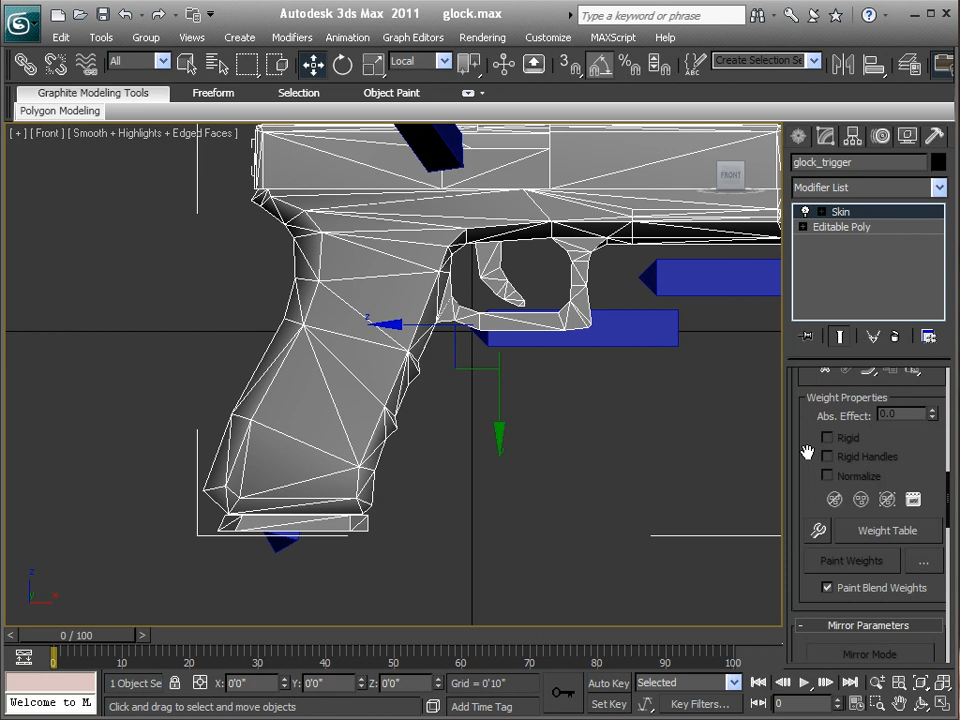 Autodesk 3ds Max 2011 glock.max
Type a keyword or phrase
Edit Tools Group Views Create Modifiers Animation Graph Editors Rendering Customize MAXScript Help
All Local 3 Create Selection Se
Graphite Modeling Tools Freeform Selection Object Paint
Polygon Modeling
[ + ] [ Front ] [ Smooth + Highlights + Edged Faces ]
FRONT
glock_trigger
Modifier List
Skin
Editable Poly
z
Weight Properties
Abs. Effect: 0.0
Rigid
Rigid Handles
Normalize
Weight Table
Paint Weights ...
Paint Blend Weights
- Mirror Parameters
Mirror Mode
z
y x
< 0 / 100 >
0 10 20 30 40 50 60 70 80 90 100
1 Object Se X: 0'0" Y: 0'0" Z: 0'0" Grid = 0'10" Auto Key Selected
Welcome to M Click and drag to select and move objects Add Time Tag Set Key Key Filters... 0